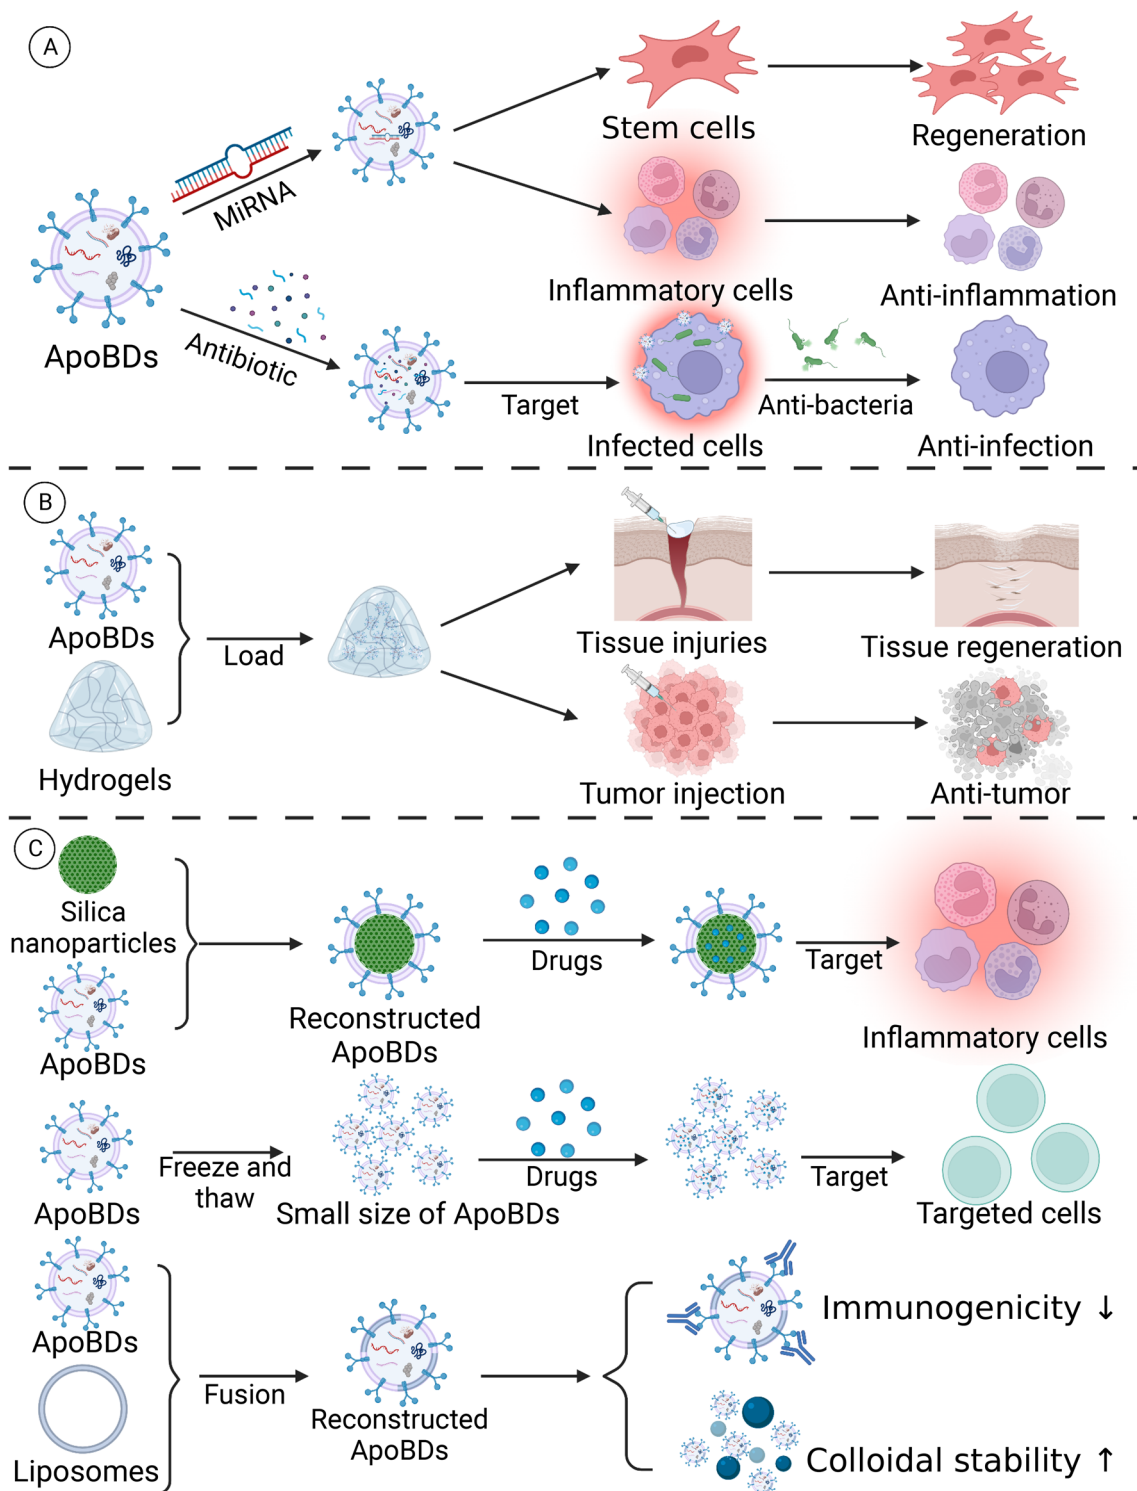 A
Stem cells
Regeneration
MiRNA
Inflammatory cells
Anti-inflammation
ApoBDs
Antibiotic
Target
Anti-bacteria
Infected cells
Anti-infection
B
ApoBDs
Load
Tissue injuries
Tissue regeneration
Hydrogels
Tumor injection
Anti-tumor
C
Silica
nanoparticles
Drugs
Target
Reconstructed
ApoBDs
Inflammatory cells
ApoBDs
Freeze and
thaw
Drugs
Target
ApoBDs
Small size of ApoBDs
Targeted cells
ApoBDs
Immunogenicity ↓
Fusion
Reconstructed
ApoBDs
Liposomes
Colloidal stability ↑